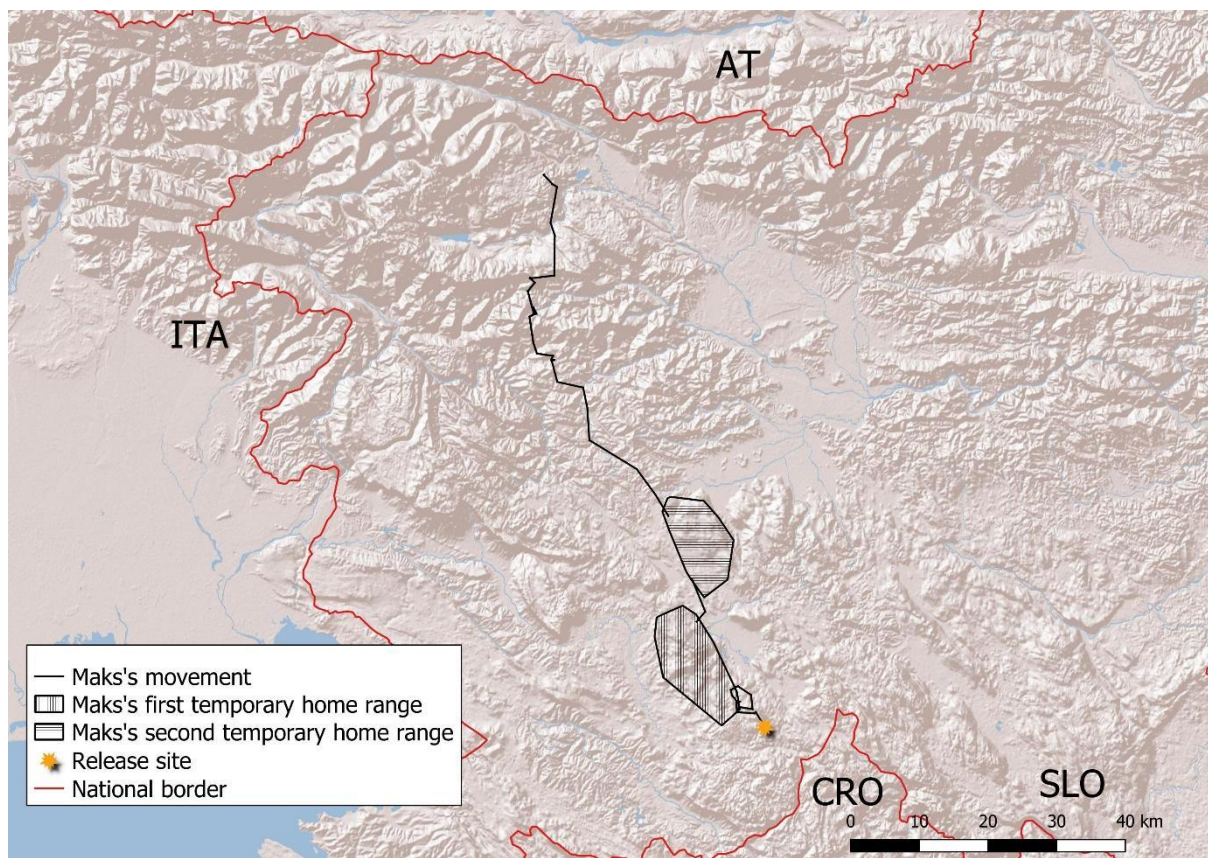 AT
ITA
Maks's movement
Maks's first temporary home range
Maks's second temporary home range
Release site
National border
CRO
SLO
0 10 20 30 40 km